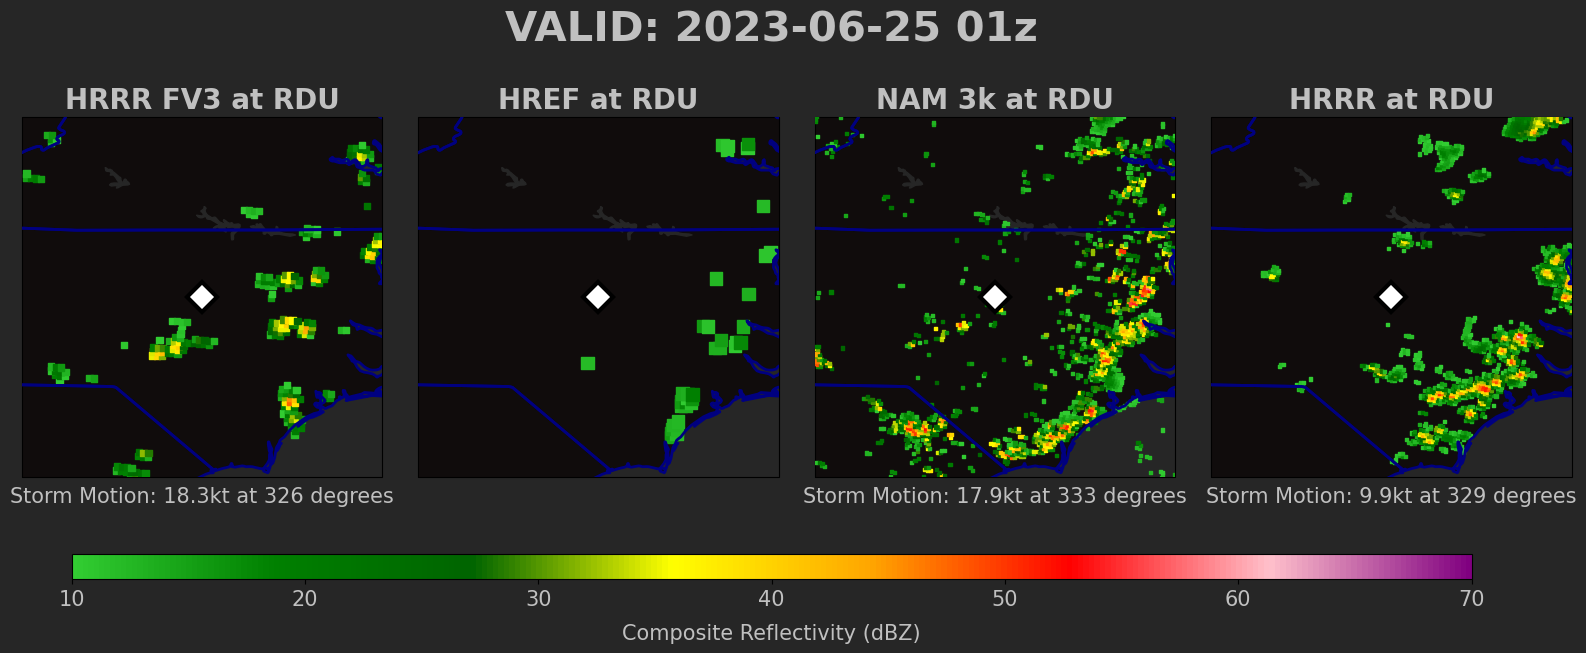 VALID: 2023-06-25 01z
HRRR FV3 at RDU
HREF at RDU
NAM 3k at RDU
HRRR at RDU
Storm Motion: 18.3kt at 326 degrees
Storm Motion: 17.9kt at 333 degrees
Storm Motion: 9.9kt at 329 degrees
10 20 30 40 50 60 70
Composite Reflectivity (dBZ)